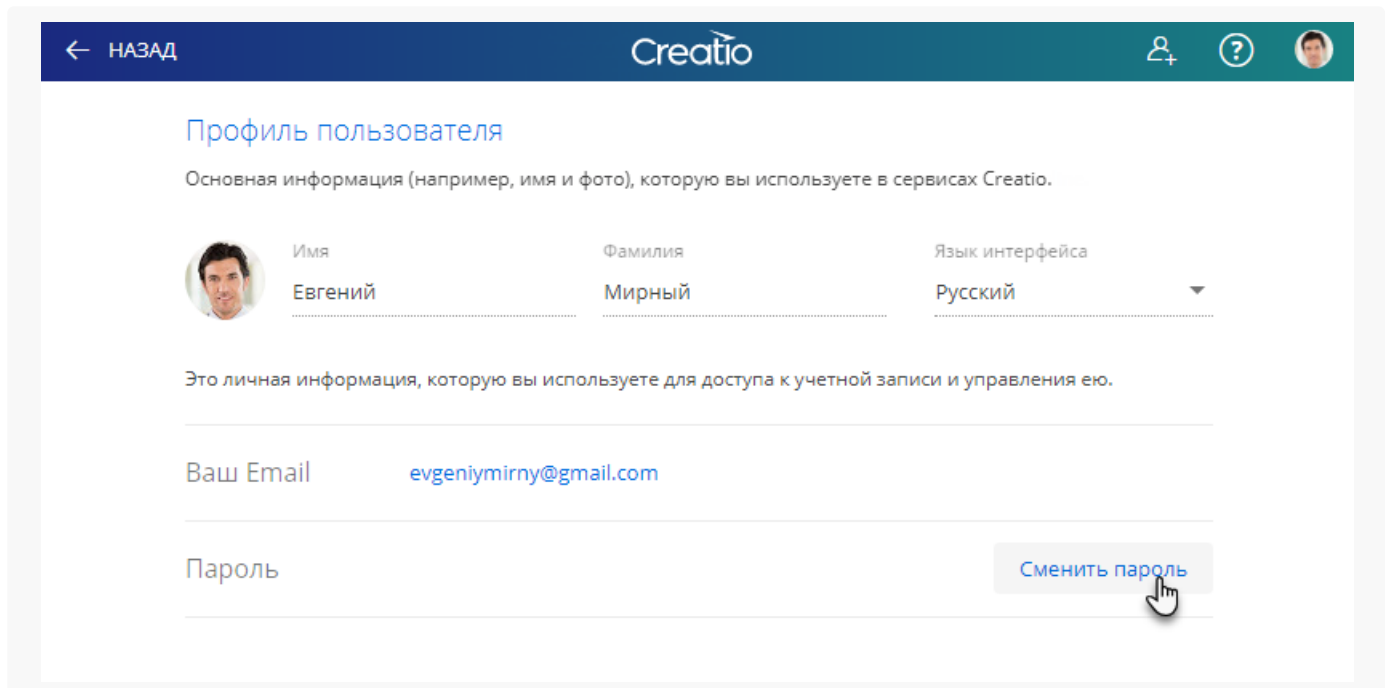 НАЗАД
Creatio
Профиль пользователя
Основная информация (например, имя и фото), которую вы используете в сервисах Creatio.
Имя
Фамилия
Язык интерфейса
Евгений
Мирный
Русский
Это личная информация, которую вы используете для доступа к учетной записи и управления ею.
Ваш Email
evgeniymirny@gmail.com
Пароль
Сменить пароль